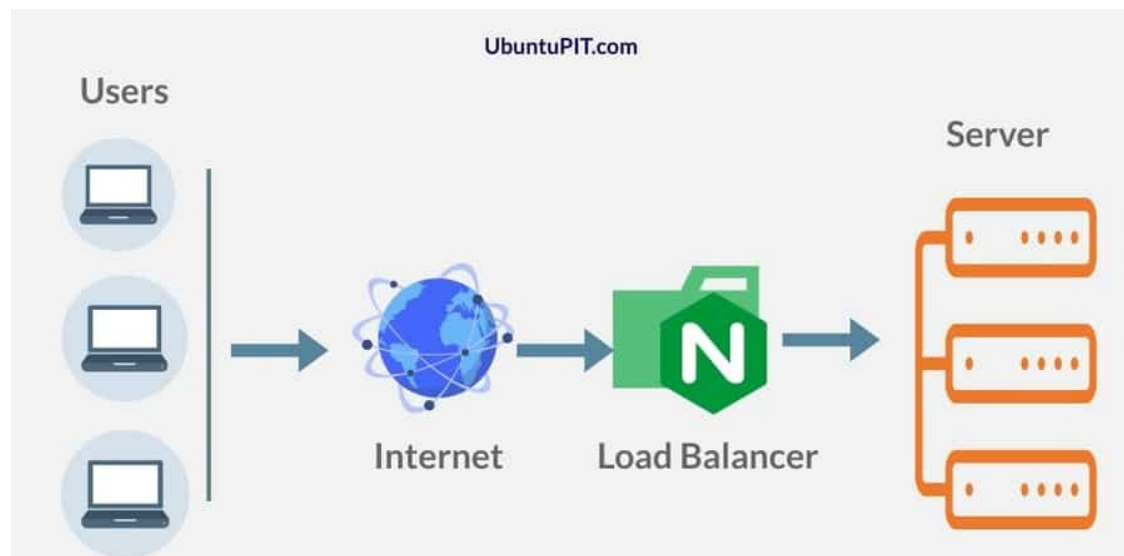 UbuntuPIT.com
Users
Server
N
Internet
Load Balancer